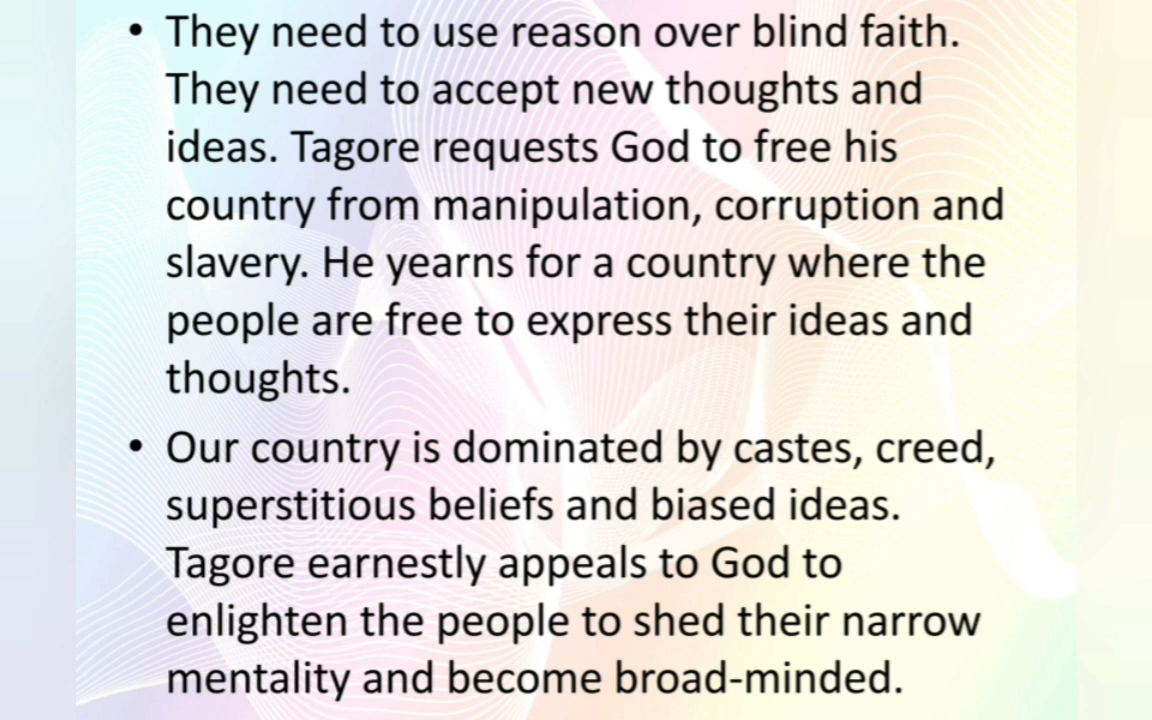 • They need to use reason over blind faith.
They need to accept new thoughts and
ideas. Tagore requests God to free his
country from manipulation, corruption and
slavery. He yearns for a country where the
people are free to express their ideas and
thoughts.
• Our country is dominated by castes, creed,
superstitious beliefs and biased ideas.
Tagore earnestly appeals to God to
enlighten the people to shed their narrow
mentality and become broad-minded.